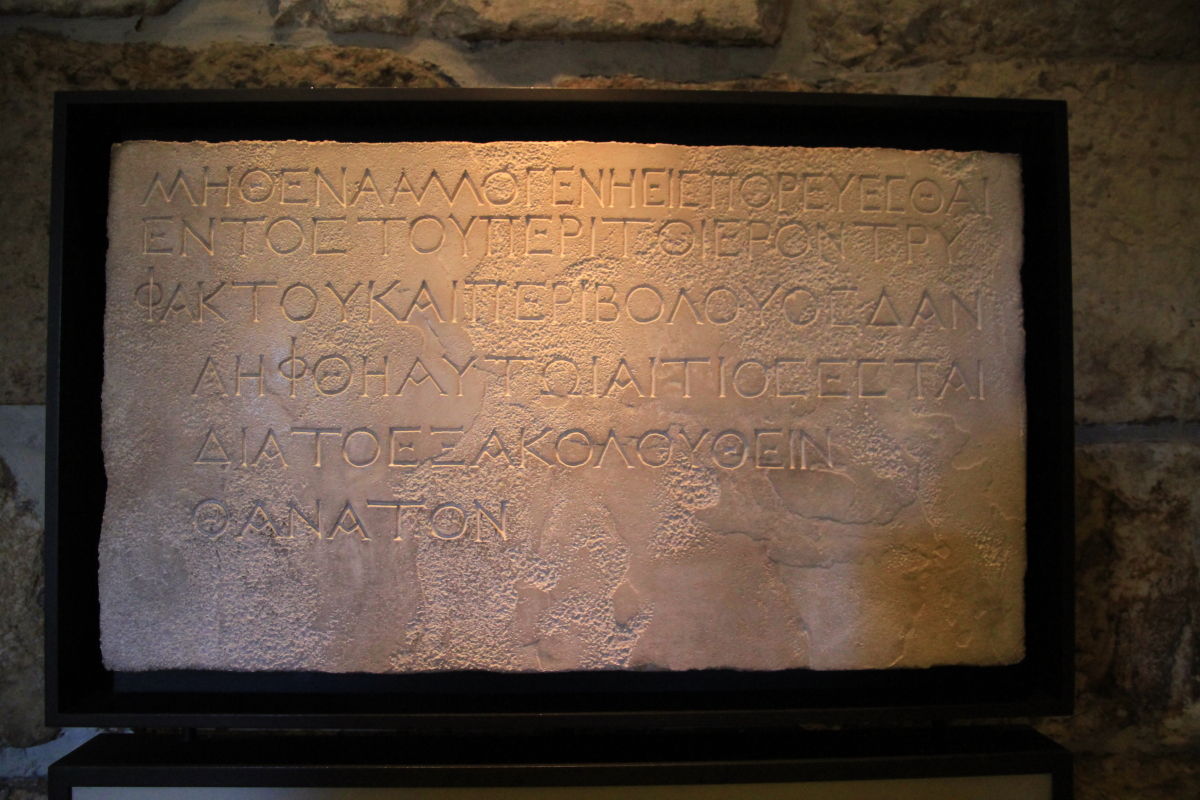 ΜΗΘΕΝΑΑΛΛΟΓΕΝΗΕΙΣΠΟΡΕΥΕΣΘΑΙ
ΕΝΤΟΣΤΟΥΠΕΡΙΤΟΙΕΡΟΝΤΡΥ
ΦΑΚΤΟΥΚΑΙΠΕΡΙΒΟΛΟΥΟΣΔΑΝ
ΛΗΦΘΗΑΥΤΩΙΑΙΤΙΟΣΕΣΤΑΙ
ΔΙΑΤΟΕΞΑΚΟΛΟΥΘΕΙΝ
ΘΑΝΑΤΟΝ